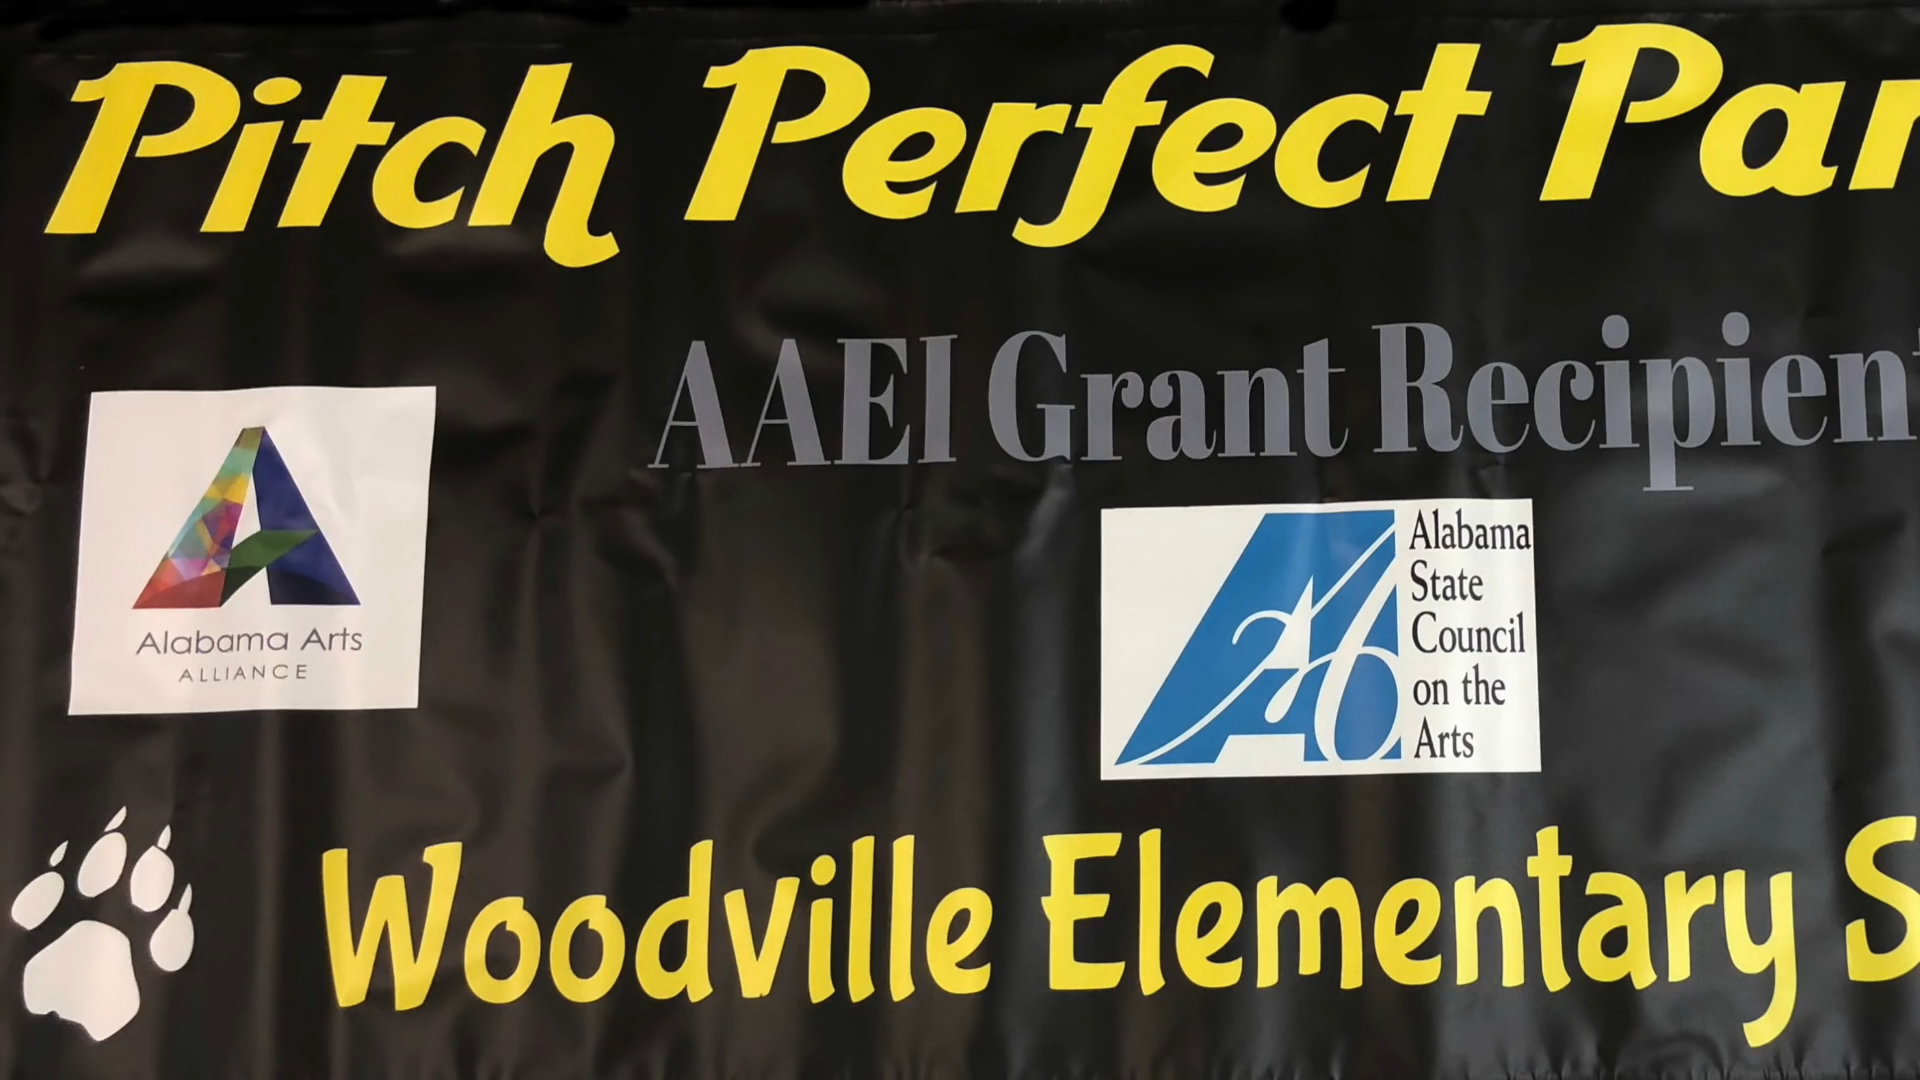 Pitch Perfect Par
AAEI Grant Recipient
Alabama Arts
ALLIANCE
Alabama
State
Council
on the
Arts
Woodville Elementary S